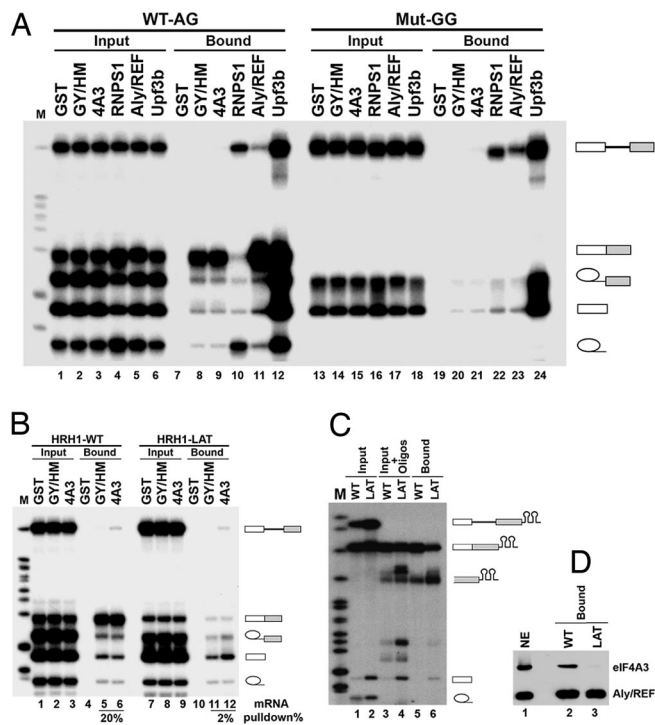 A
WT-AG Mut-GG
Input Bound Input Bound
M GST GY/HM 4A3 RNPS1 Aly/REF Upf3b GST GY/HM 4A3 RNPS1 Aly/REF Upf3b GST GY/HM 4A3 RNPS1 Aly/REF Upf3b GST GY/HM 4A3 RNPS1 Aly/REF Upf3b
1 2 3 4 5 6 7 8 9 10 11 12 13 14 15 16 17 18 19 20 21 22 23 24
B
HRH1-WT HRH1-LAT
Input Bound Input Bound
M GST GY/HM 4A3 GST GY/HM 4A3 GST GY/HM 4A3 GST GY/HM 4A3
1 2 3 4 5 6 7 8 9 10 11 12 mRNA
20% 2% pulldown%
C
Input Input + Oligos Bound
M WT LAT WT LAT WT LAT
1 2 3 4 5 6
D
Bound
NE WT LAT
eIF4A3
Aly/REF
1 2 3